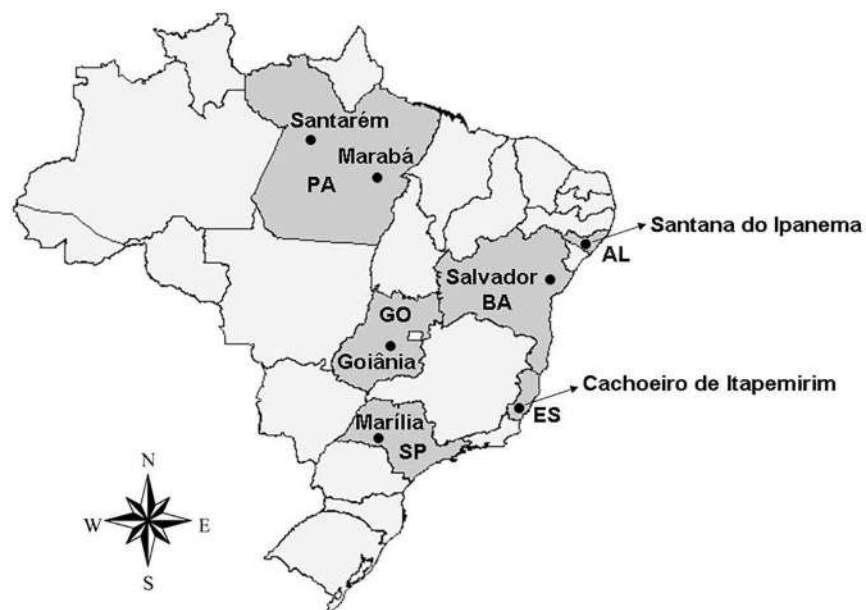 Santarém
Marabá
PA
Santana do Ipanema
AL
Salvador
BA
GO
Goiânia
Cachoeiro de Itapemirim
ES
Marília
SP
N
W E
S